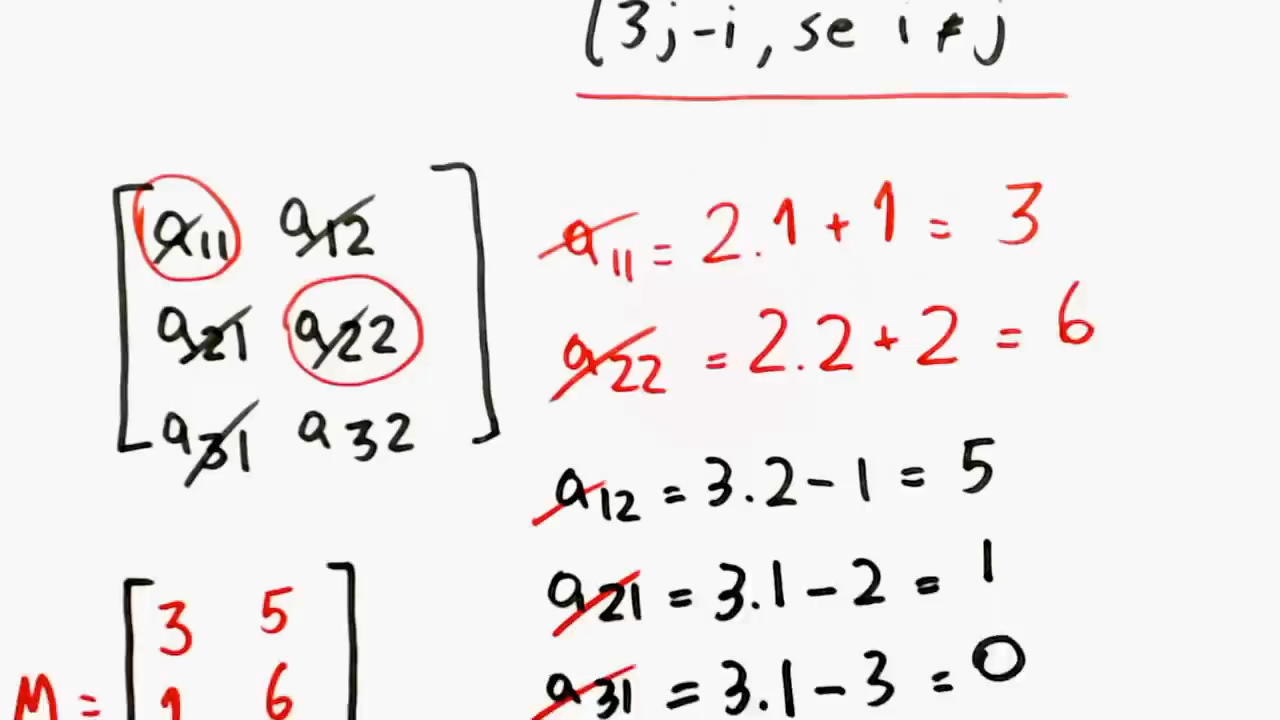 (3j-i, se i≠j
a11 a12
a21 a22
a31 a32
a11 = 2.1 + 1 = 3
a22 = 2.2 + 2 = 6
a12 = 3.2 - 1 = 5
a21 = 3.1 - 2 = 1
a31 = 3.1 - 3 = 0
3 5
M = 1 6